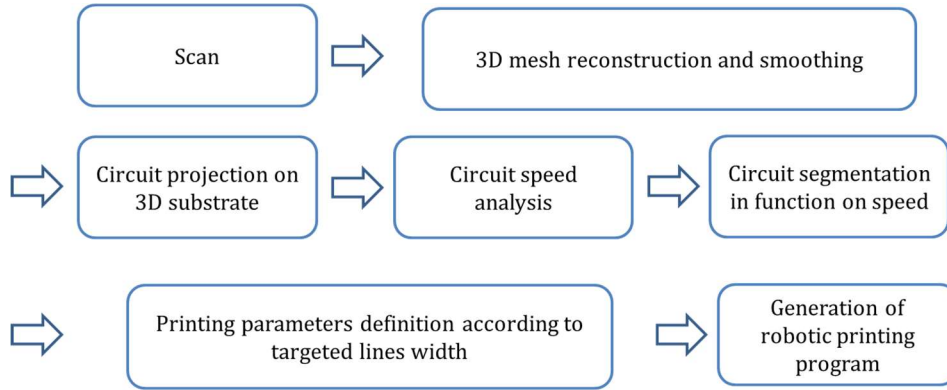 Scan
3D mesh reconstruction and smoothing
Circuit projection on
3D substrate
Circuit speed
analysis
Circuit segmentation
in function on speed
Printing parameters definition according to
targeted lines width
Generation of
robotic printing
program